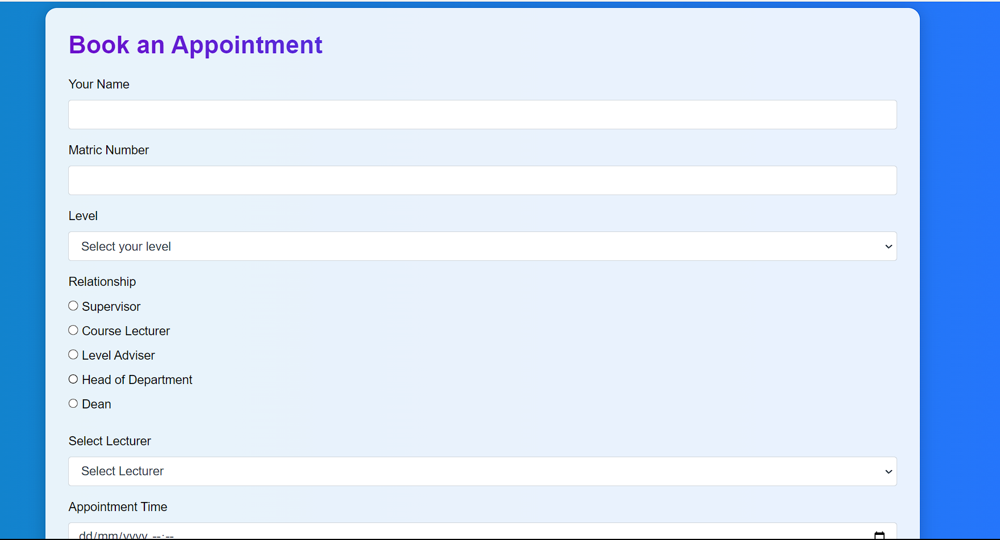 Book an Appointment
Your Name
Matric Number
Level
Select your level
Relationship
Supervisor
Course Lecturer
Level Adviser
Head of Department
Dean
Select Lecturer
Select Lecturer
Appointment Time
dd/mm/yyyy --:--